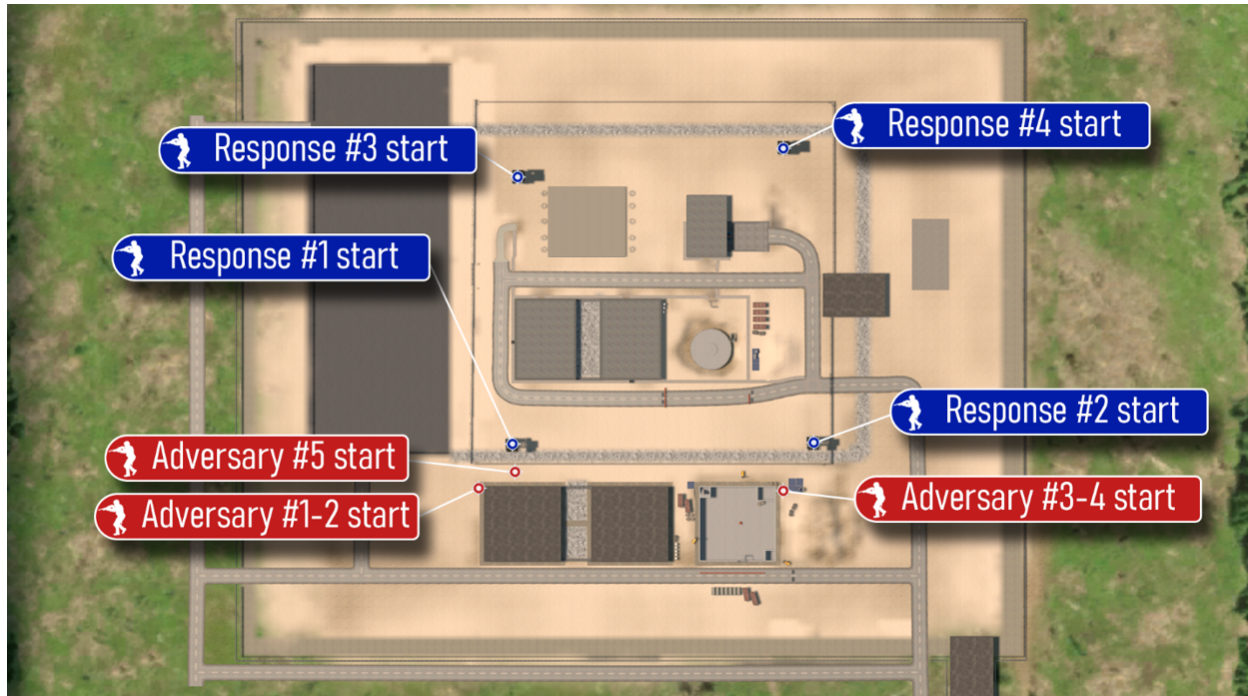 Response #4 start
Response #3 start
Response #1 start
Response #2 start
Adversary #5 start
Adversary #1-2 start
Adversary #3-4 start